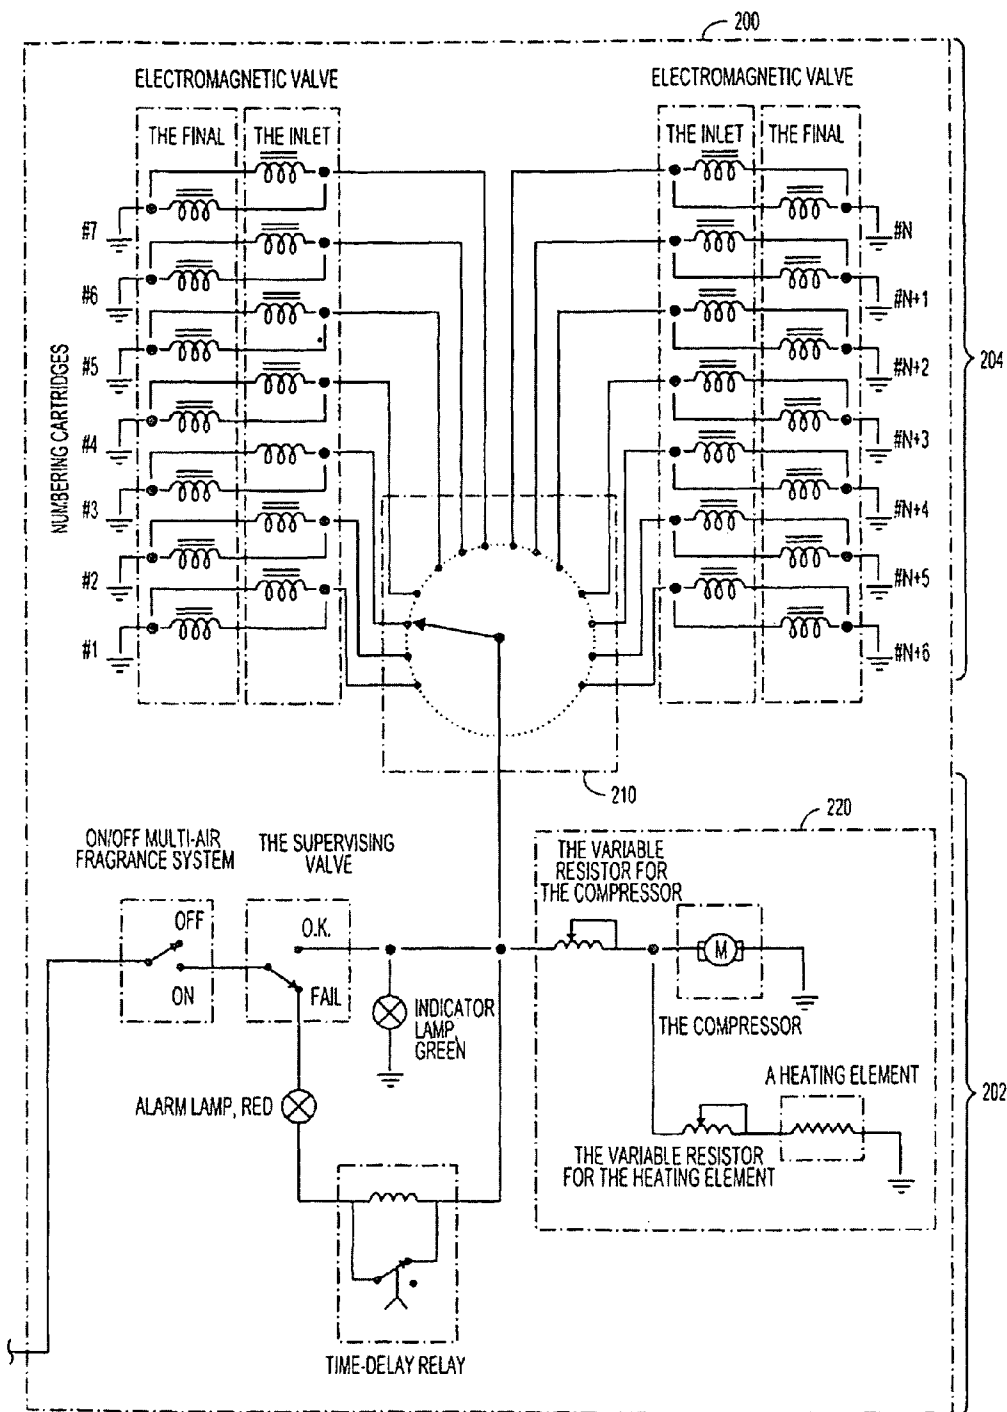 200
ELECTROMAGNETIC VALVE
THE FINAL
THE INLET
ELECTROMAGNETIC VALVE
THE INLET
THE FINAL
#7
#6
#5
#4
#3
#2
#1
NUMBERING CARTRIDGES
#N
#N+1
#N+2
#N+3
#N+4
#N+5
#N+6
204
210
ON/OFF MULTI-AIR
FRAGRANCE SYSTEM
OFF
ON
THE SUPERVISING
VALVE
O.K.
FAIL
INDICATOR
LAMP,
GREEN
ALARM LAMP, RED
TIME-DELAY RELAY
220
THE VARIABLE
RESISTOR FOR
THE COMPRESSOR
M
THE COMPRESSOR
A HEATING ELEMENT
THE VARIABLE RESISTOR
FOR THE HEATING ELEMENT
202